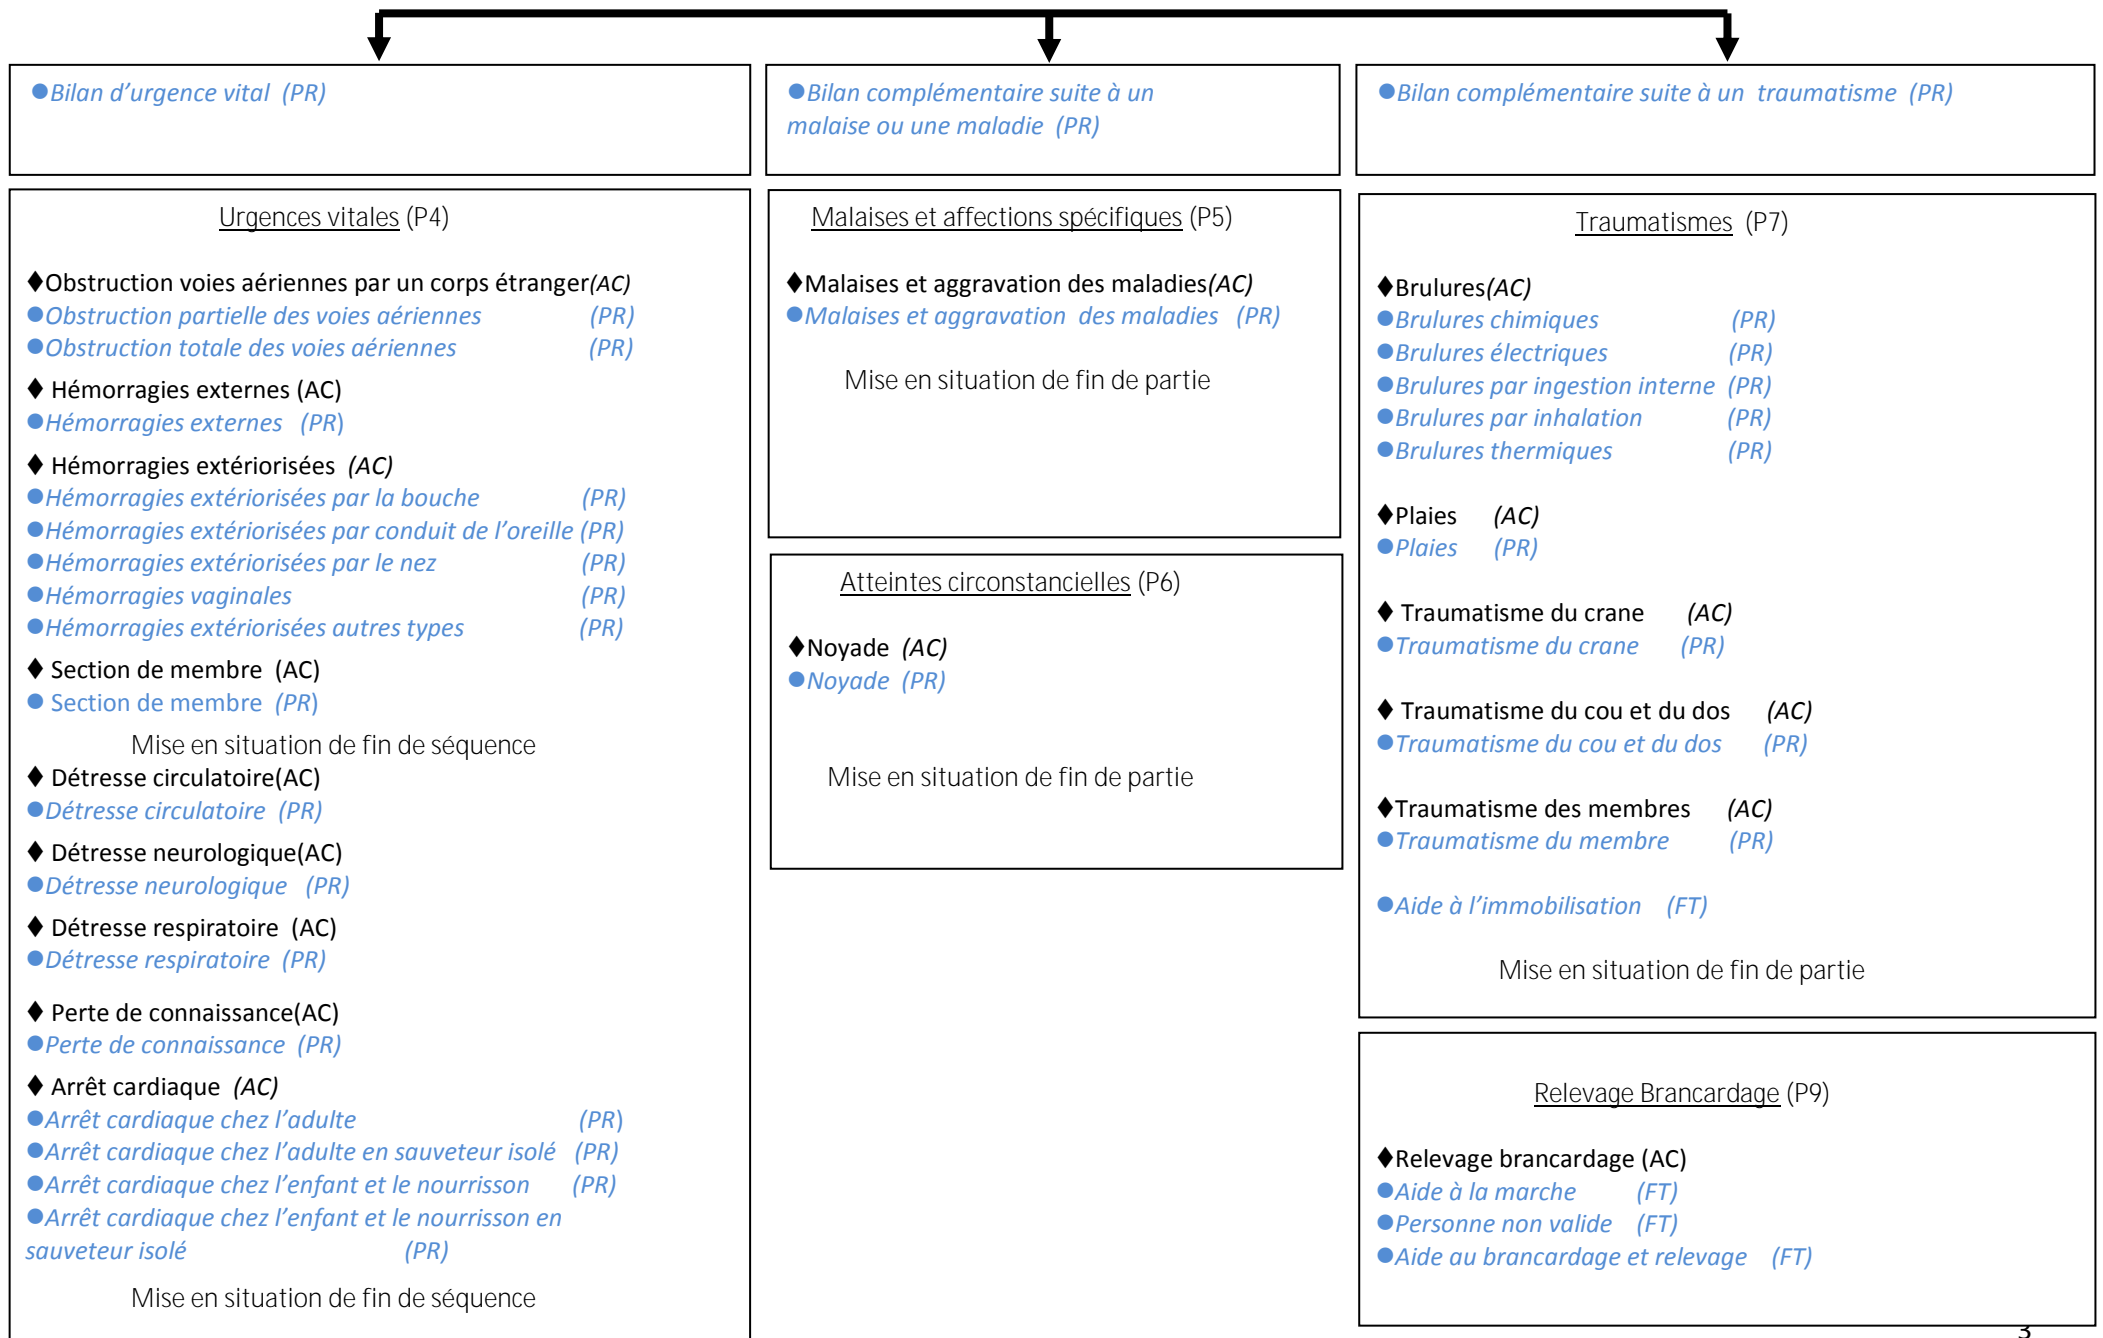 ●Bilan d'urgence vital (PR)
●Bilan complémentaire suite à un
malaise ou une maladie (PR)
●Bilan complémentaire suite à un traumatisme (PR)
Urgences vitales (P4)
♦Obstruction voies aériennes par un corps étranger(AC)
●Obstruction partielle des voies aériennes (PR)
●Obstruction totale des voies aériennes (PR)
♦ Hémorragies externes (AC)
●Hémorragies externes (PR)
♦ Hémorragies extériorisées (AC)
●Hémorragies extériorisées par la bouche (PR)
●Hémorragies extériorisées par conduit de l'oreille (PR)
●Hémorragies extériorisées par le nez (PR)
●Hémorragies vaginales (PR)
●Hémorragies extériorisées autres types (PR)
♦ Section de membre (AC)
● Section de membre (PR)
Mise en situation de fin de séquence
♦ Détresse circulatoire(AC)
●Détresse circulatoire (PR)
♦ Détresse neurologique(AC)
●Détresse neurologique (PR)
♦ Détresse respiratoire (AC)
●Détresse respiratoire (PR)
♦ Perte de connaissance(AC)
●Perte de connaissance (PR)
♦ Arrêt cardiaque (AC)
●Arrêt cardiaque chez l'adulte (PR)
●Arrêt cardiaque chez l'adulte en sauveteur isolé (PR)
●Arrêt cardiaque chez l'enfant et le nourrisson (PR)
●Arrêt cardiaque chez l'enfant et le nourrisson en
sauveteur isolé (PR)
Mise en situation de fin de séquence
Malaises et affections spécifiques (P5)
♦Malaises et aggravation des maladies(AC)
●Malaises et aggravation des maladies (PR)
Mise en situation de fin de partie
Atteintes circonstancielles (P6)
♦Noyade (AC)
●Noyade (PR)
Mise en situation de fin de partie
Traumatismes (P7)
♦Brulures(AC)
●Brulures chimiques (PR)
●Brulures électriques (PR)
●Brulures par ingestion interne (PR)
●Brulures par inhalation (PR)
●Brulures thermiques (PR)
♦Plaies (AC)
●Plaies (PR)
♦ Traumatisme du crane (AC)
●Traumatisme du crane (PR)
♦ Traumatisme du cou et du dos (AC)
●Traumatisme du cou et du dos (PR)
♦Traumatisme des membres (AC)
●Traumatisme du membre (PR)
●Aide à l'immobilisation (FT)
Mise en situation de fin de partie
Relevage Brancardage (P9)
♦Relevage brancardage (AC)
●Aide à la marche (FT)
●Personne non valide (FT)
●Aide au brancardage et relevage (FT)
3